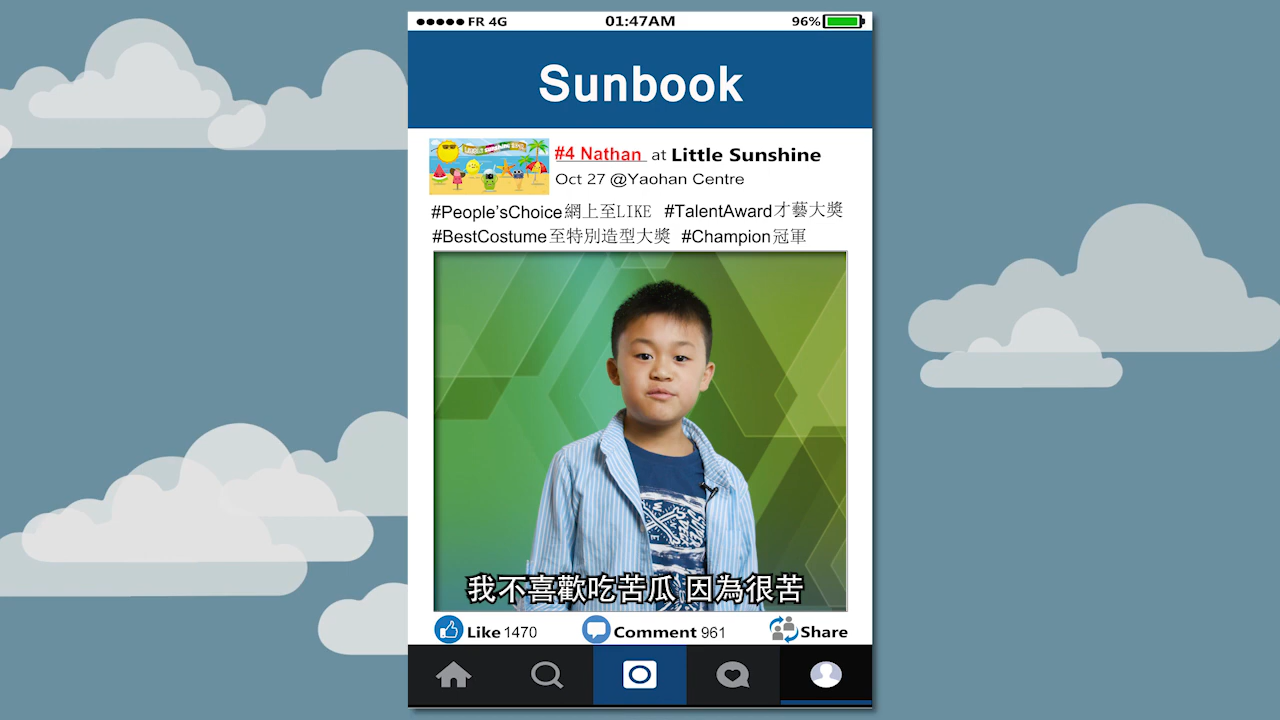 FR 4G 01:47AM 96%
Sunbook
#4 Nathan at Little Sunshine
Oct 27 @Yaohan Centre
#People'sChoice網上至LIKE #TalentAward才藝大獎
#BestCostume至特別造型大獎 #Champion冠軍
我不喜歡吃苦瓜 因為很苦
Like 1470 Comment 961 Share